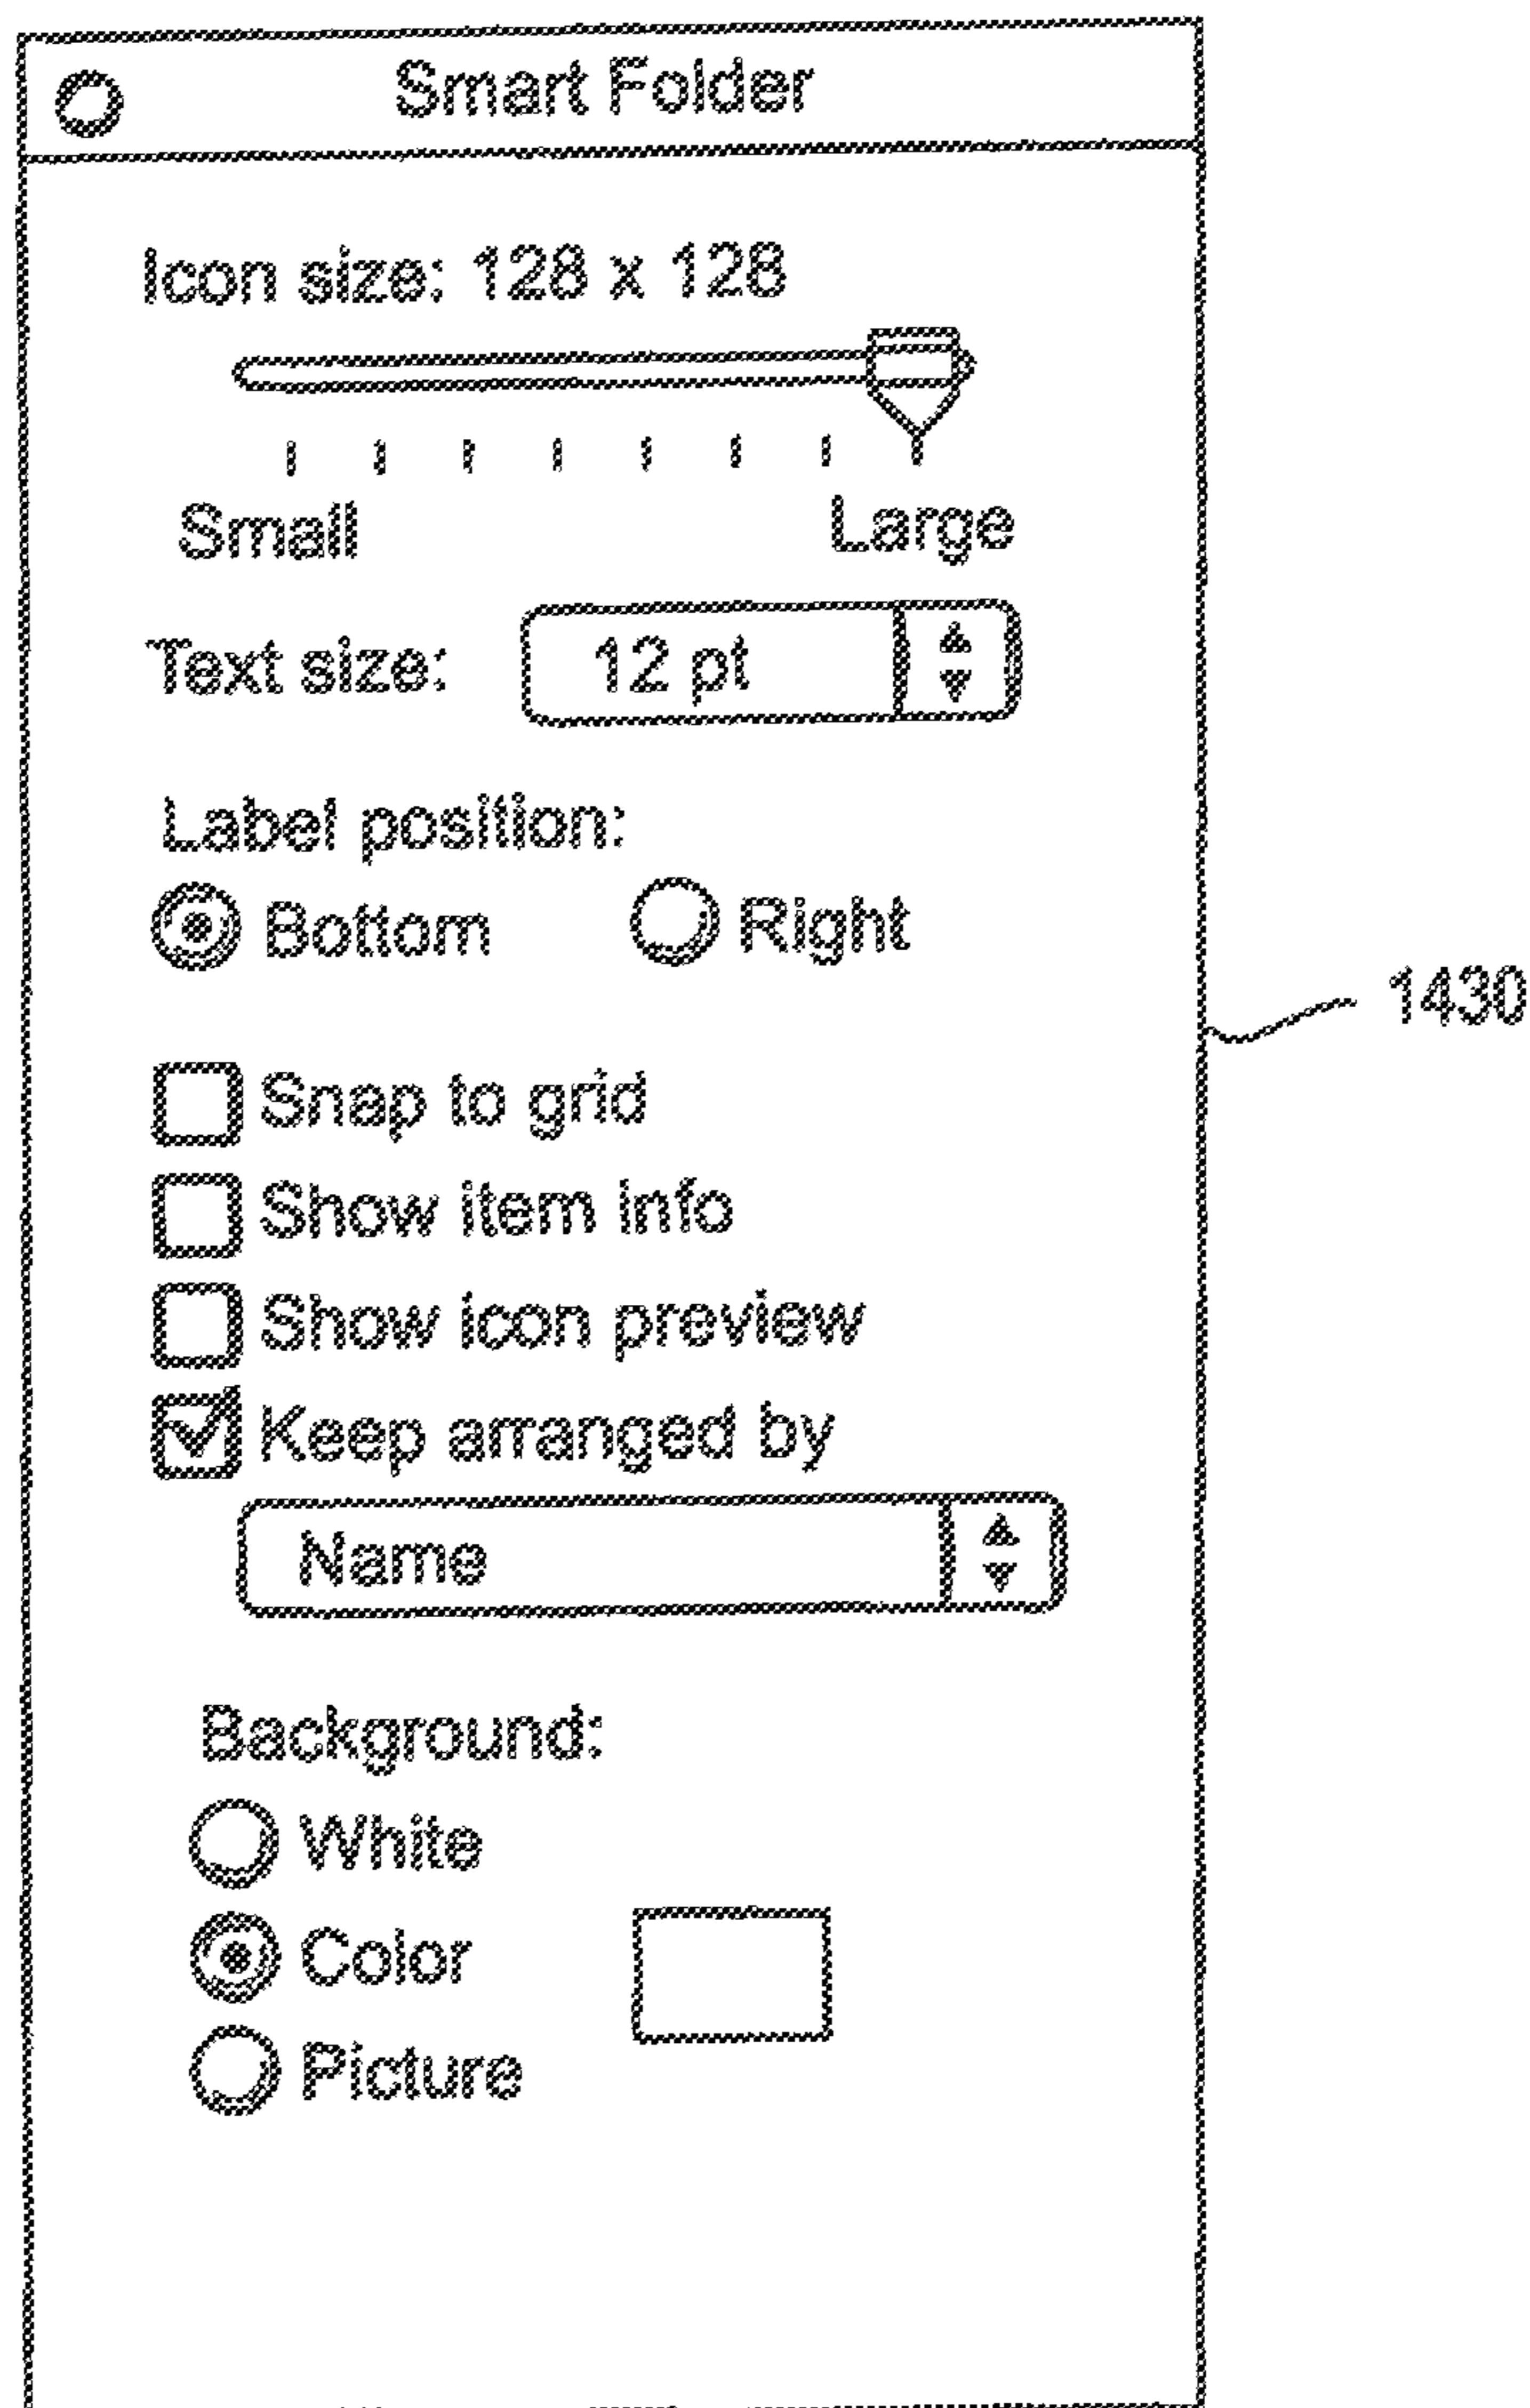 Smart Folder
Icon size: 128 x 128
Small Large
Text size: 12 pt
Label position:
Bottom Right
1430
Snap to grid
Show item info
Show icon preview
Keep arranged by
Name
Background:
White
Color
Picture